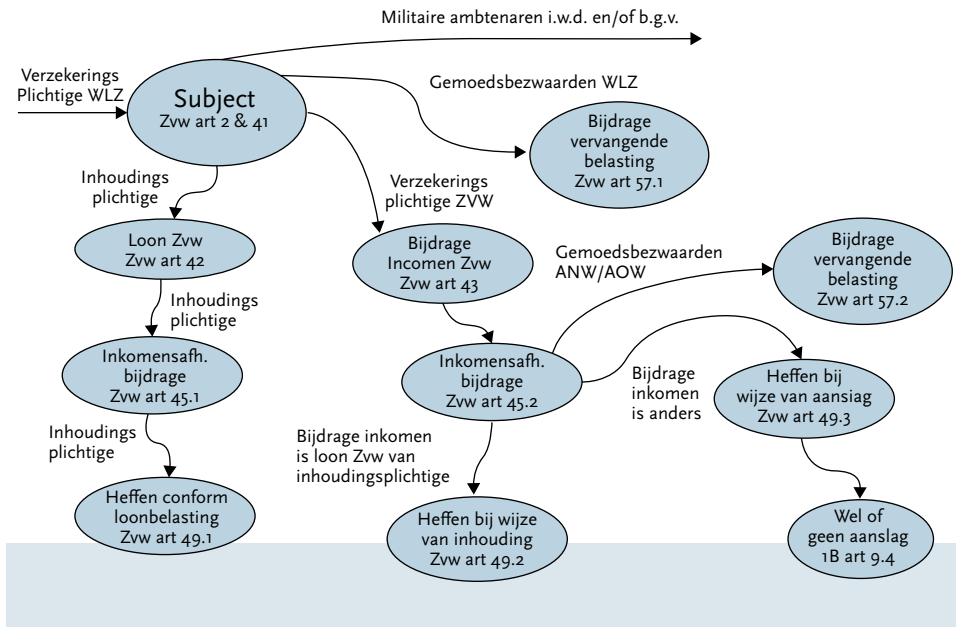 Militaire ambtenaren i.w.d. en/of b.g.v.
Verzekerings
Plichtige WLZ
Subject
Zvw art 2 & 41
Gemoedsbezwaarden WLZ
Bijdrage
vervangende
belasting
Zvw art 57.1
Inhoudings
plichtige
Verzekerings
plichtige ZVW
Loon Zvw
Zvw art 42
Bijdrage
Incomen Zvw
Zvw art 43
Gemoedsbezwaarden
ANW/AOW
Bijdrage
vervangende
belasting
Zvw art 57.2
Inhoudings
plichtige
Inkomensafh.
bijdrage
Zvw art 45.1
Inkomensafh.
bijdrage
Zvw art 45.2
Bijdrage
inkomen
is anders
Heffen bij
wijze van aansiag
Zvw art 49.3
Inhoudings
plichtige
Bijdrage inkomen
is loon Zvw van
inhoudingsplichtige
Heffen conform
loonbelasting
Zvw art 49.1
Heffen bij wijze
van inhouding
Zvw art 49.2
Wel of
geen aanslag
1B art 9.4